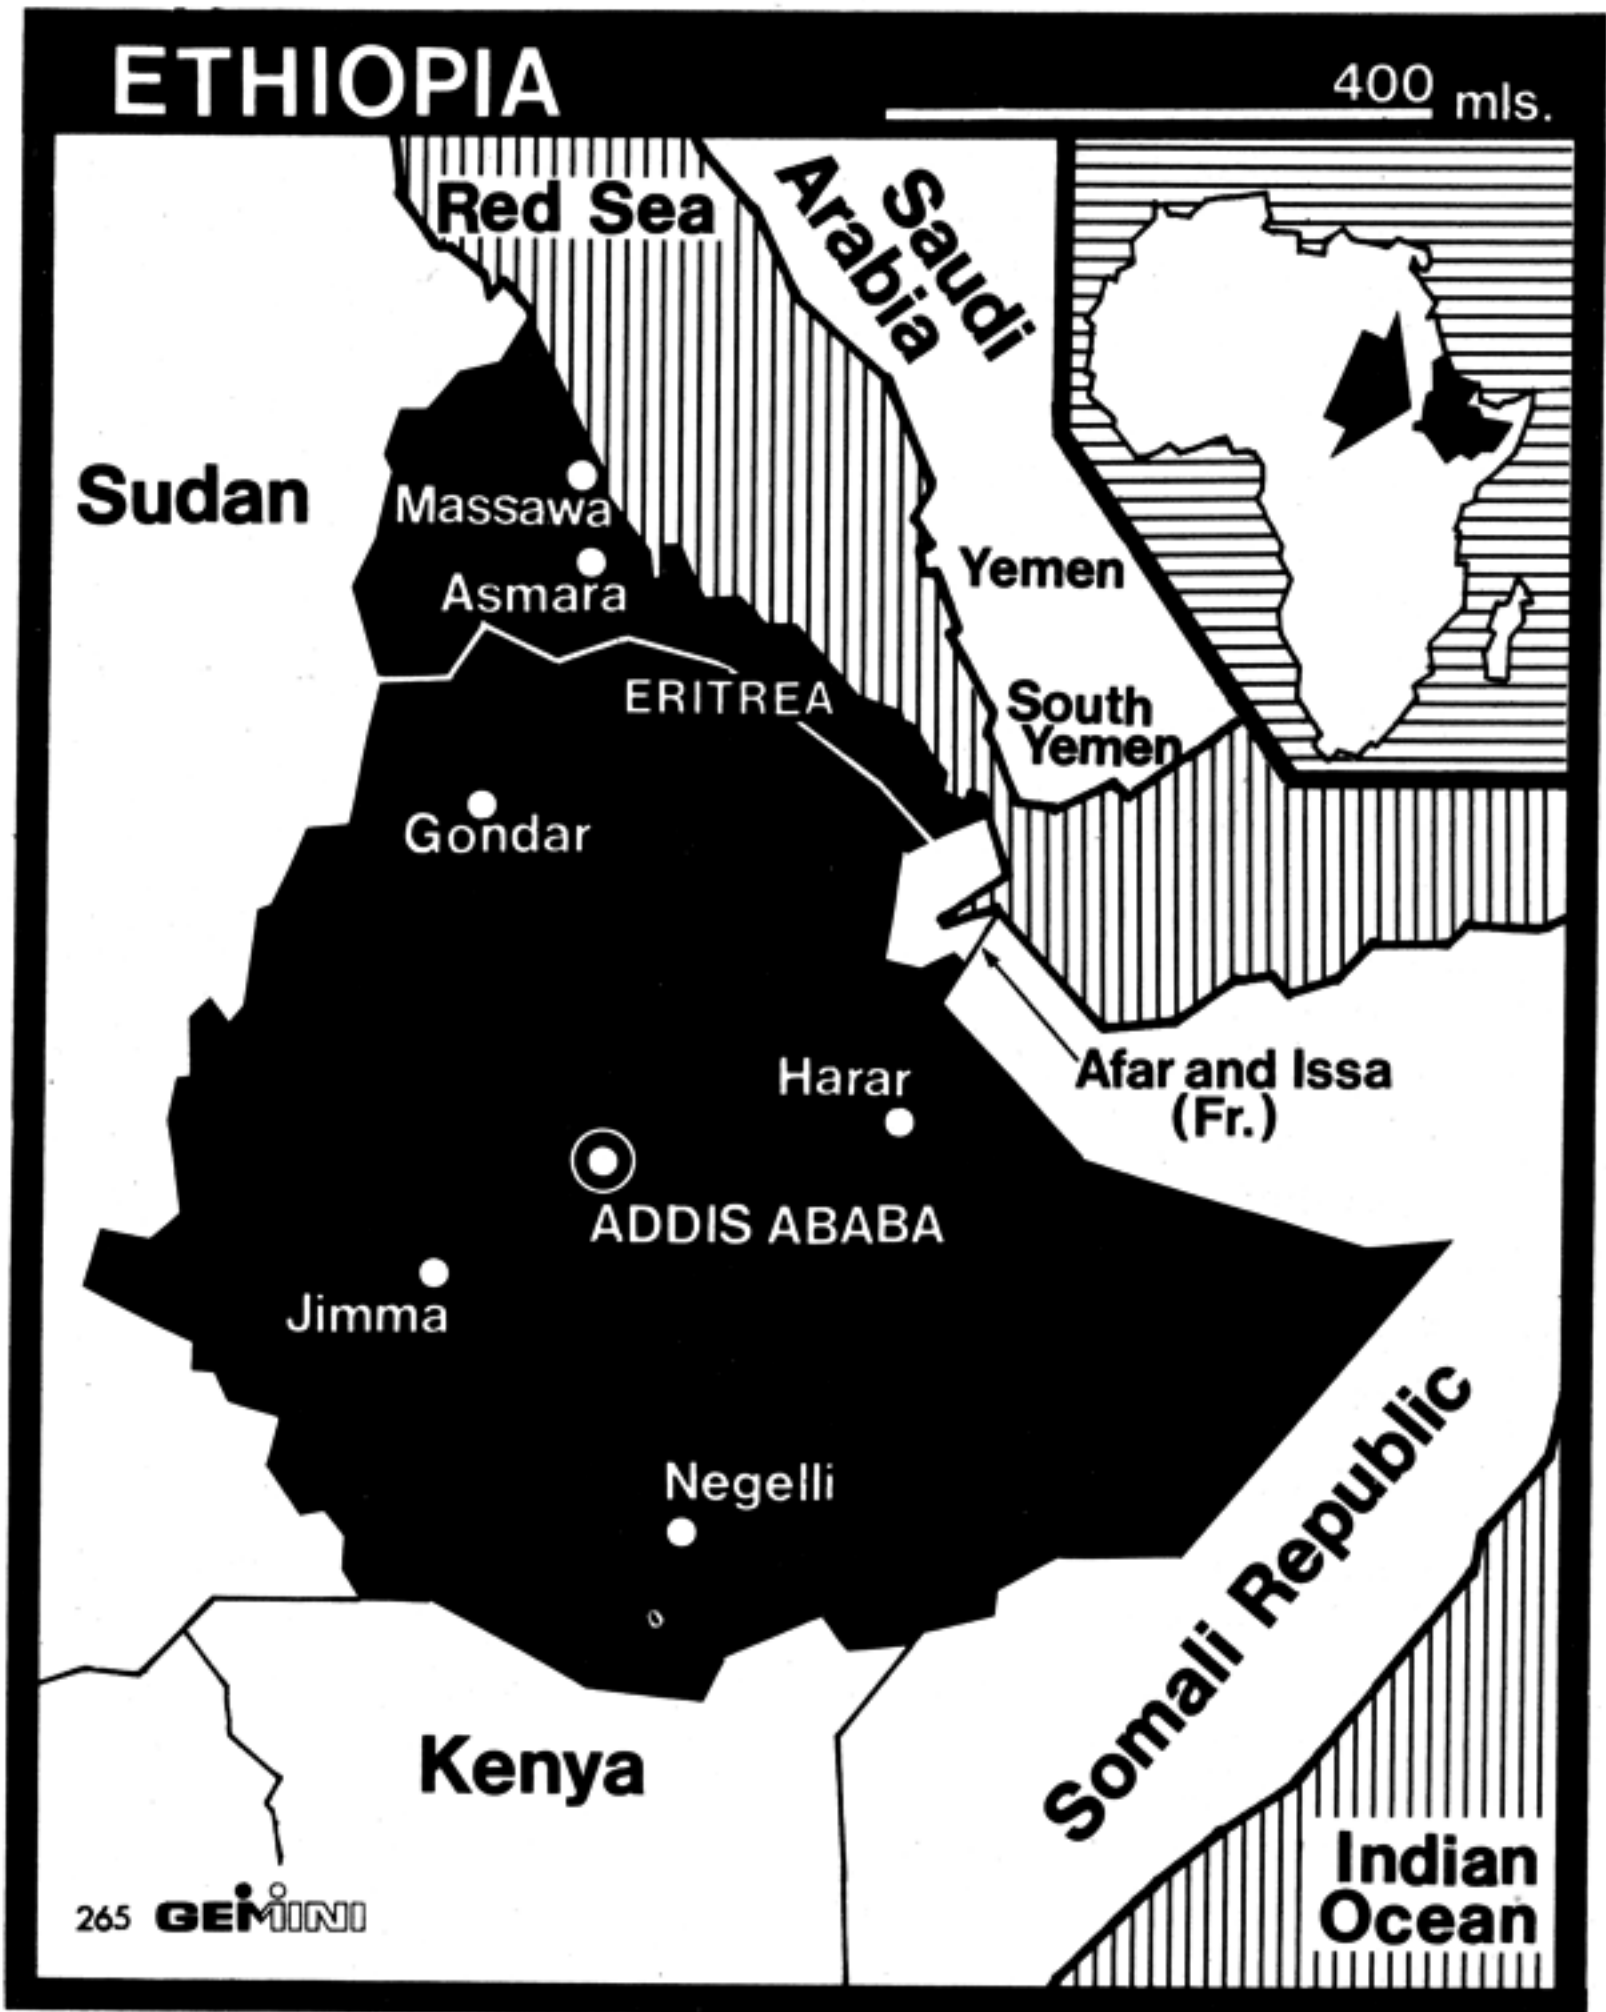 ETHIOPIA
400 mls.
Red Sea
Saudi
Arabia
Sudan
Massawa
Asmara
Yemen
ERITREA
South
Yemen
Gondar
Harar
Afar and Issa
(Fr.)
ADDIS ABABA
Jimma
Negelli
Somali Republic
Kenya
Indian
Ocean
265 GEMINI